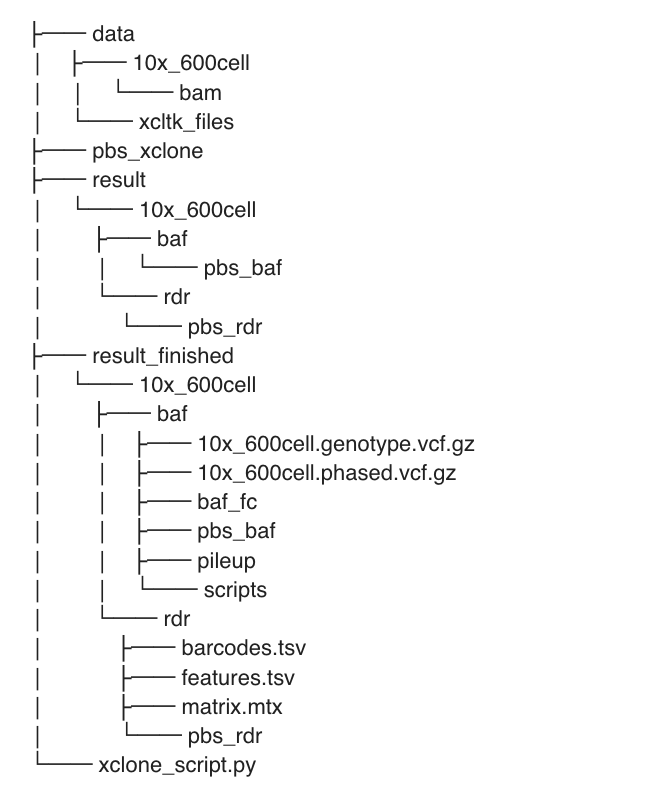 ├── data
│   ├── 10x_600cell
│   │   └── bam
│   └── xcltk_files
├── pbs_xclone
├── result
│   └── 10x_600cell
│       ├── baf
│       │   └── pbs_baf
│       └── rdr
│           └── pbs_rdr
├── result_finished
│   └── 10x_600cell
│       ├── baf
│       │   ├── 10x_600cell.genotype.vcf.gz
│       │   ├── 10x_600cell.phased.vcf.gz
│       │   ├── baf_fc
│       │   ├── pbs_baf
│       │   ├── pileup
│       │   └── scripts
│       └── rdr
│           ├── barcodes.tsv
│           ├── features.tsv
│           ├── matrix.mtx
│           └── pbs_rdr
└── xclone_script.py